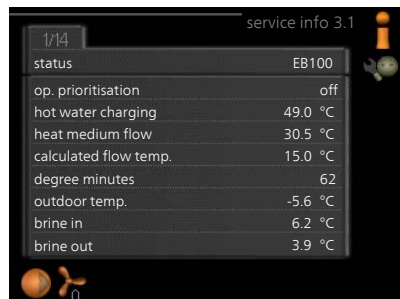 service info 3.1
1/14
status EB100
op. prioritisation off
hot water charging 49.0 °C
heat medium flow 30.5 °C
calculated flow temp. 15.0 °C
degree minutes 62
outdoor temp. -5.6 °C
brine in 6.2 °C
brine out 3.9 °C
0